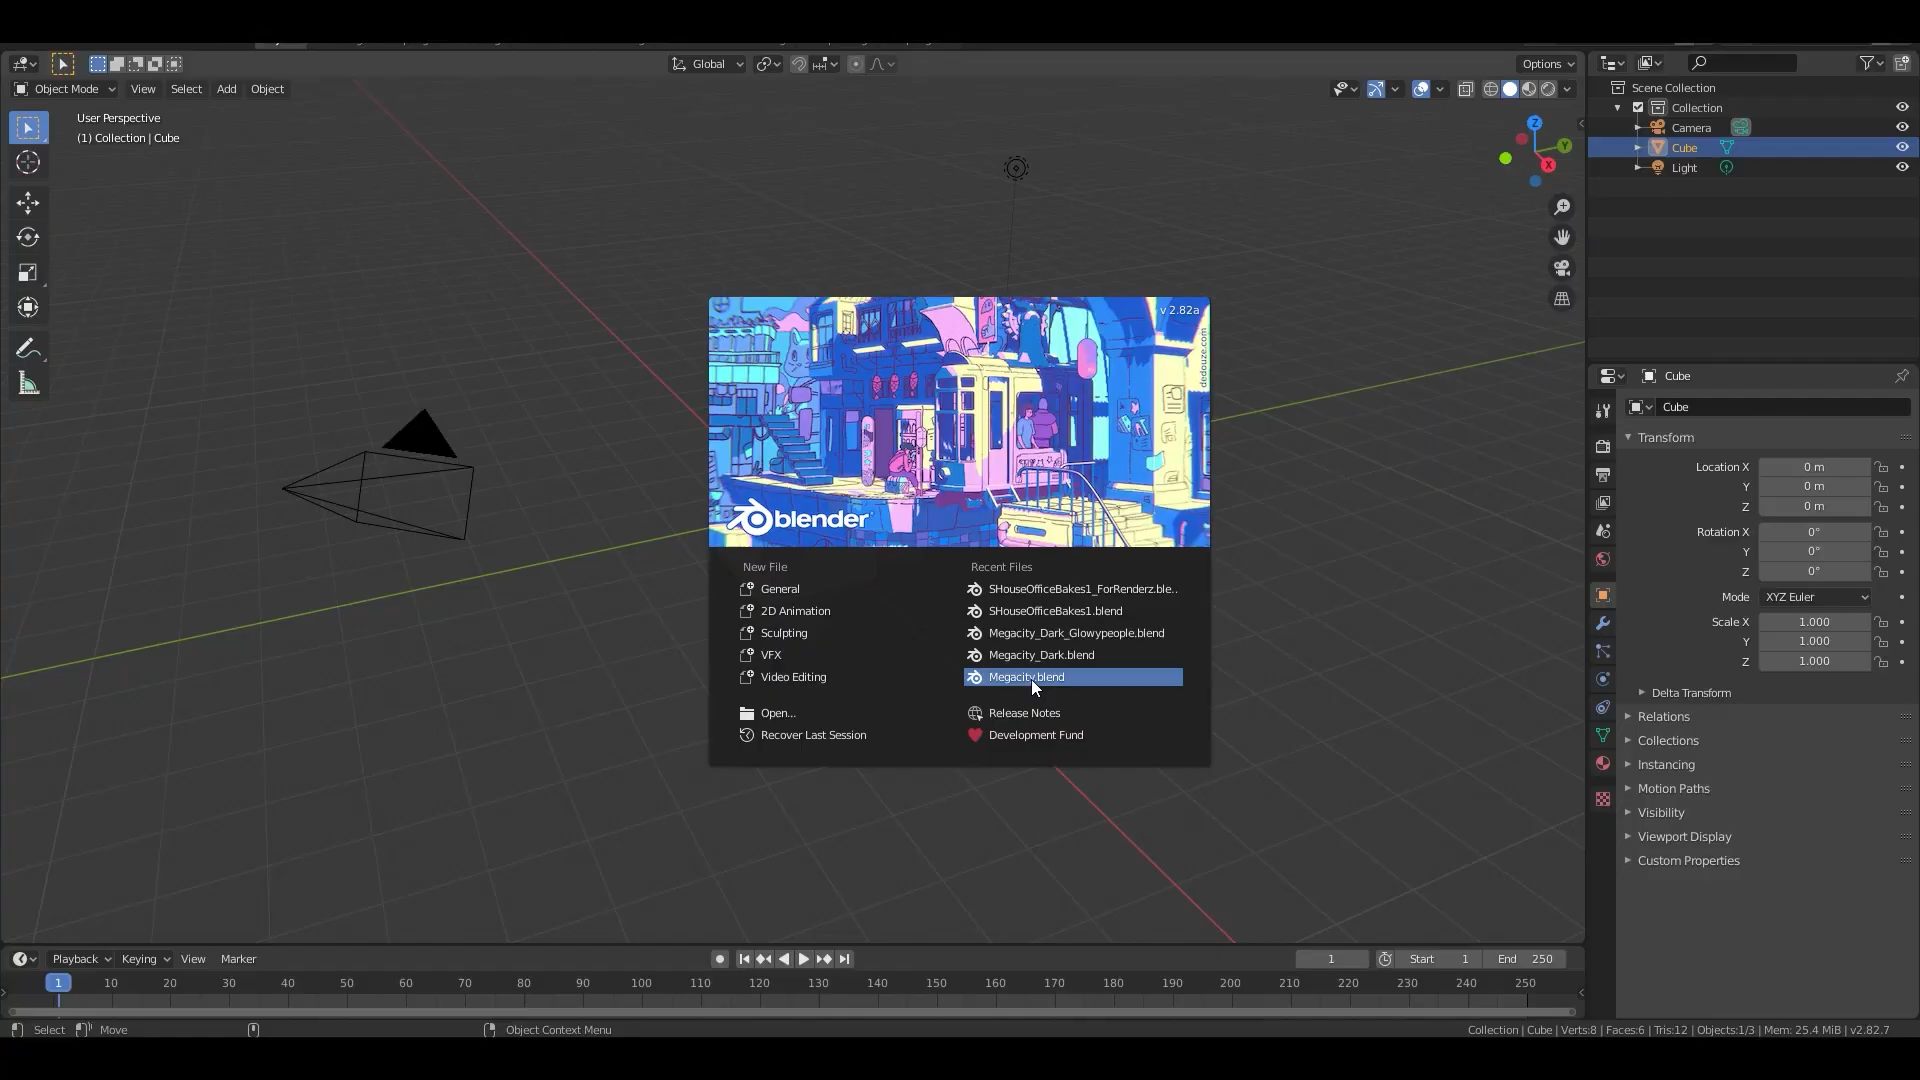 Global
Options
Object Mode View Select Add Object
User Perspective
(1) Collection | Cube
Z
Y
X
Scene Collection
Collection
Camera
Cube
Light
v 2.82a
dedouze.com
blender
New File
General
2D Animation
Sculpting
VFX
Video Editing
Open...
Recover Last Session
Recent Files
SHouseOfficeBakes1_ForRenderz.ble..
SHouseOfficeBakes1.blend
Megacity_Dark_Glowypeople.blend
Megacity_Dark.blend
Megacity.blend
Release Notes
Development Fund
Cube
Cube
Transform
Location X 0 m
Y 0 m
Z 0 m
Rotation X 0°
Y 0°
Z 0°
Mode XYZ Euler
Scale X 1.000
Y 1.000
Z 1.000
Delta Transform
Relations
Collections
Instancing
Motion Paths
Visibility
Viewport Display
Custom Properties
Playback Keying View Marker
1 Start 1 End 250
1 10 20 30 40 50 60 70 80 90 100 110 120 130 140 150 160 170 180 190 200 210 220 230 240 250
Select Move Object Context Menu
Collection | Cube | Verts:8 | Faces:6 | Tris:12 | Objects:1/3 | Mem: 25.4 MiB | v2.82.7